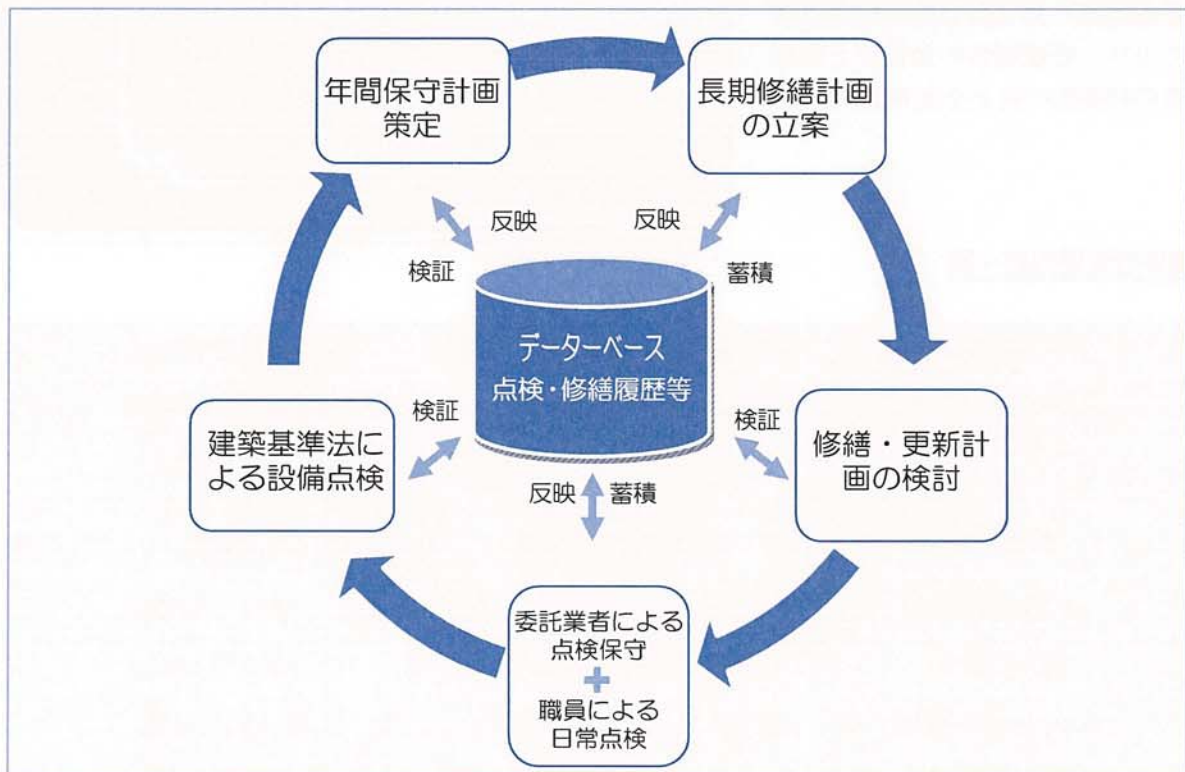 年間保守計画
策定
長期修繕計画
の立案
反映
反映
検証
蓄積
データーベース
点検・修繕履歴等
検証
検証
建築基準法に
よる設備点検
修繕・更新計
画の検討
反映
蓄積
委託業者による
点検保守
+
職員による
日常点検